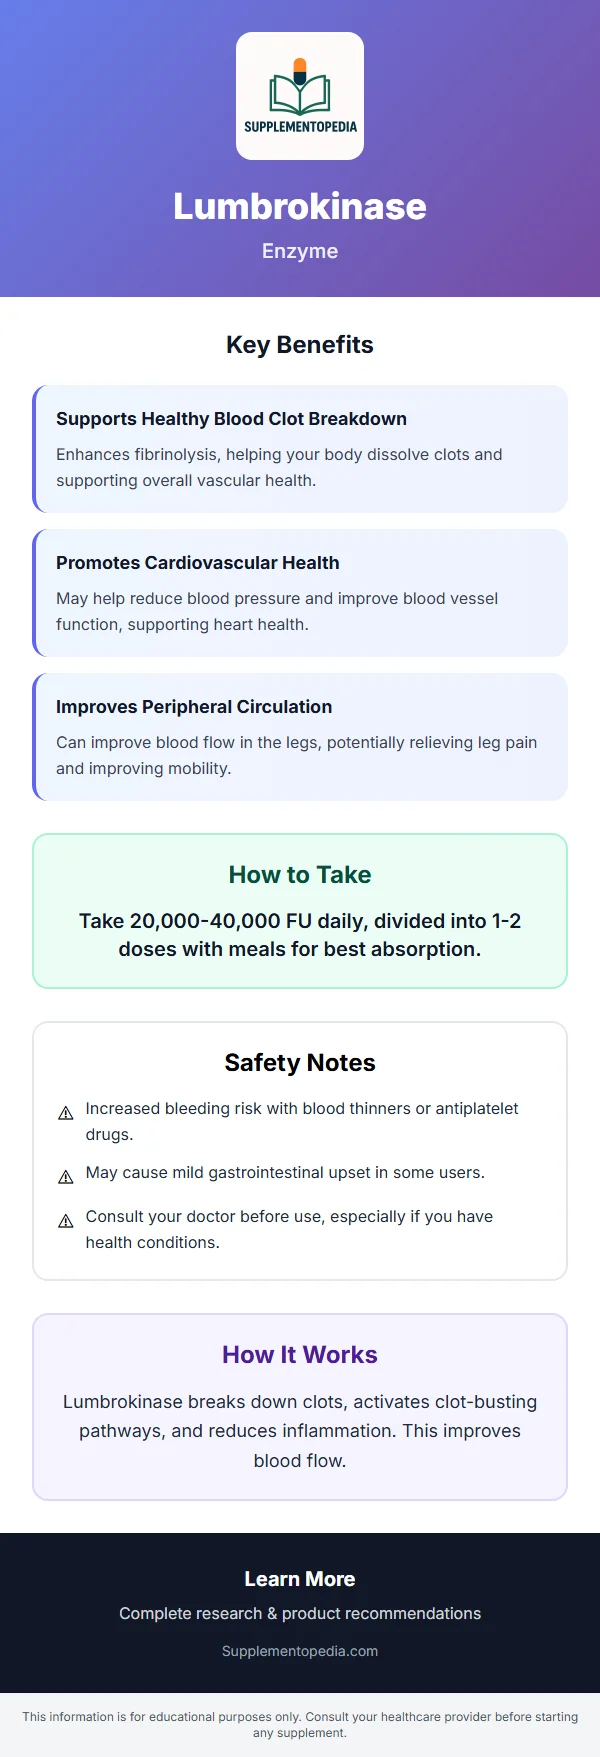 SUPPLEMENTOPEDIA
Lumbrokinase
Enzyme
Key Benefits
Supports Healthy Blood Clot Breakdown
Enhances fibrinolysis, helping your body dissolve clots and
supporting overall vascular health.
Promotes Cardiovascular Health
May help reduce blood pressure and improve blood vessel
function, supporting heart health.
Improves Peripheral Circulation
Can improve blood flow in the legs, potentially relieving leg pain
and improving mobility.
How to Take
Take 20,000-40,000 FU daily, divided into 1-2
doses with meals for best absorption.
Safety Notes
Increased bleeding risk with blood thinners or antiplatelet
drugs.
May cause mild gastrointestinal upset in some users.
Consult your doctor before use, especially if you have
health conditions.
How It Works
Lumbrokinase breaks down clots, activates clot-busting
pathways, and reduces inflammation. This improves
blood flow.
Learn More
Complete research & product recommendations
Supplementopedia.com
This information is for educational purposes only. Consult your healthcare provider before starting
any supplement.